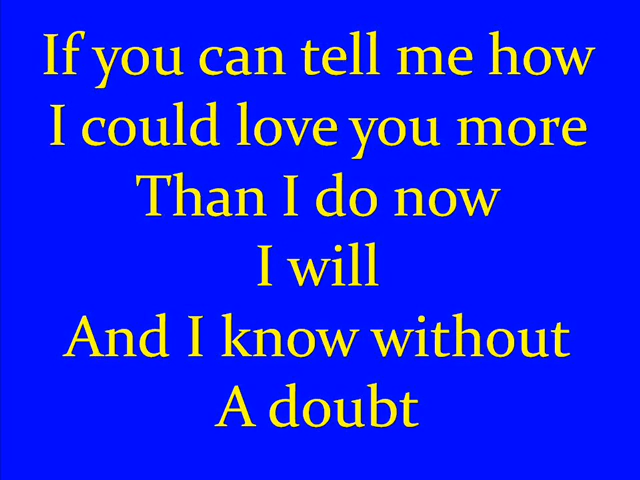 If you can tell me how
I could love you more
Than I do now
I will
And I know without
A doubt